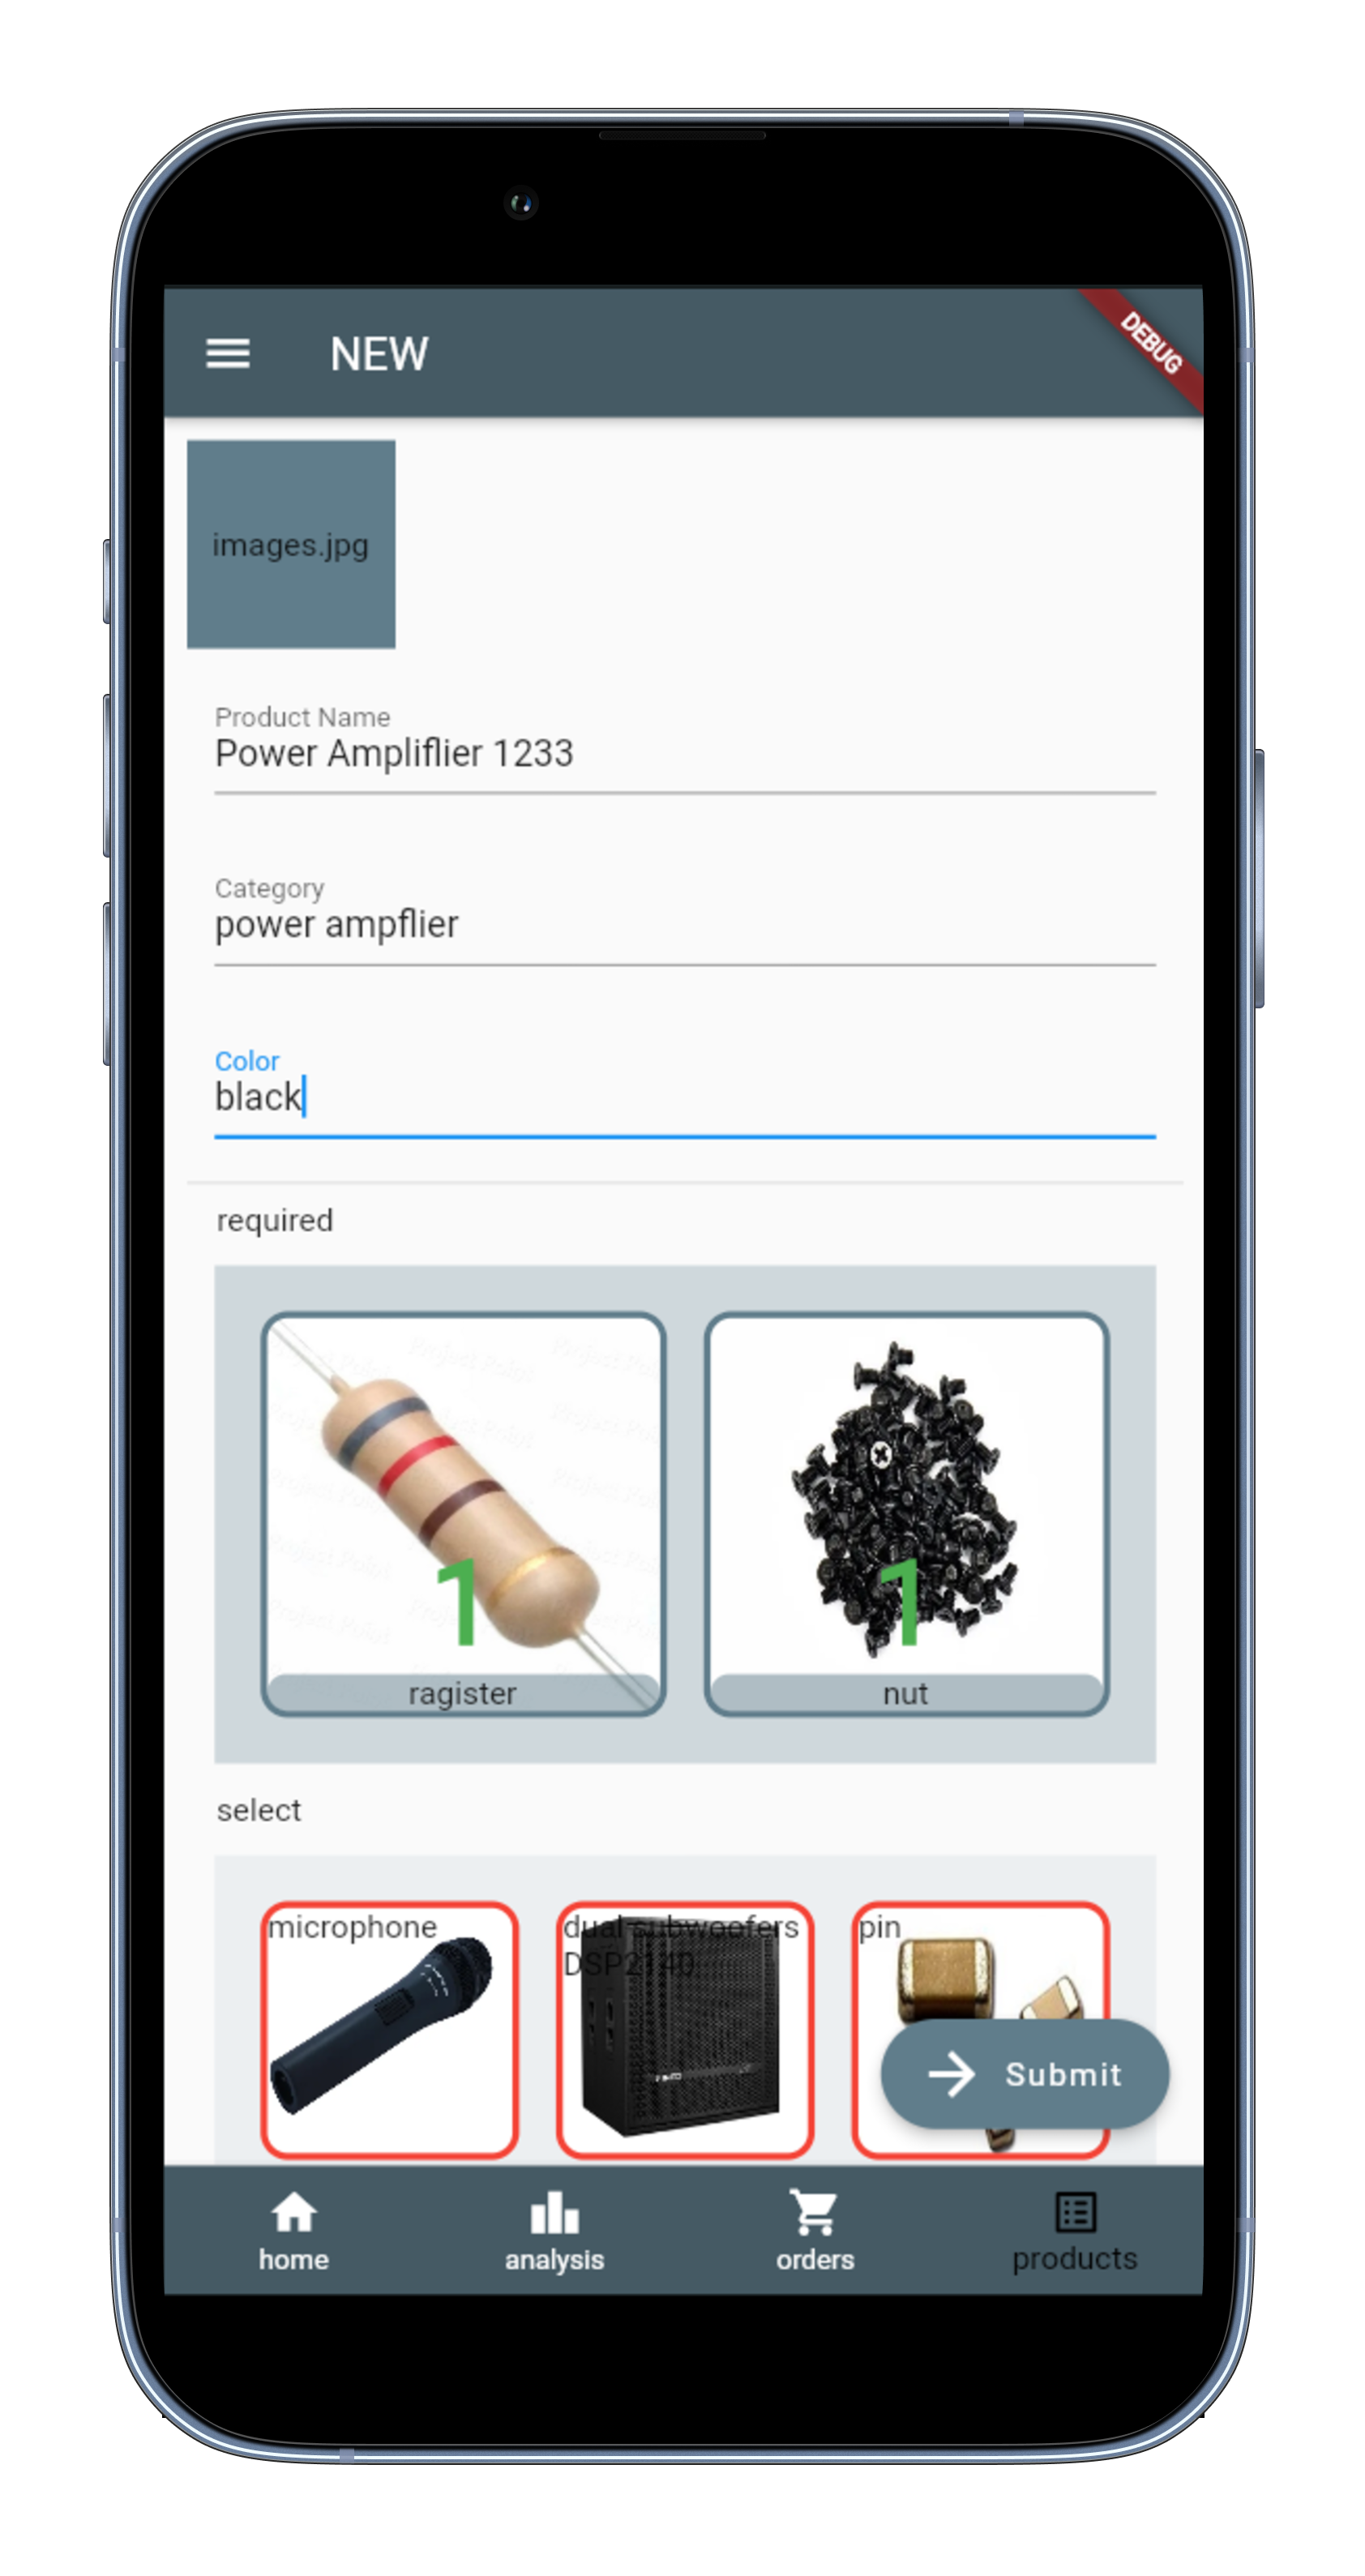 NEW
DEBUG
images.jpg
Product Name
Power Ampliflier 1233
Category
power ampflier
Color
black
required
1
1
ragister
nut
select
microphone
dual subwoofers
DSP2140
pin
Submit
home
analysis
orders
products